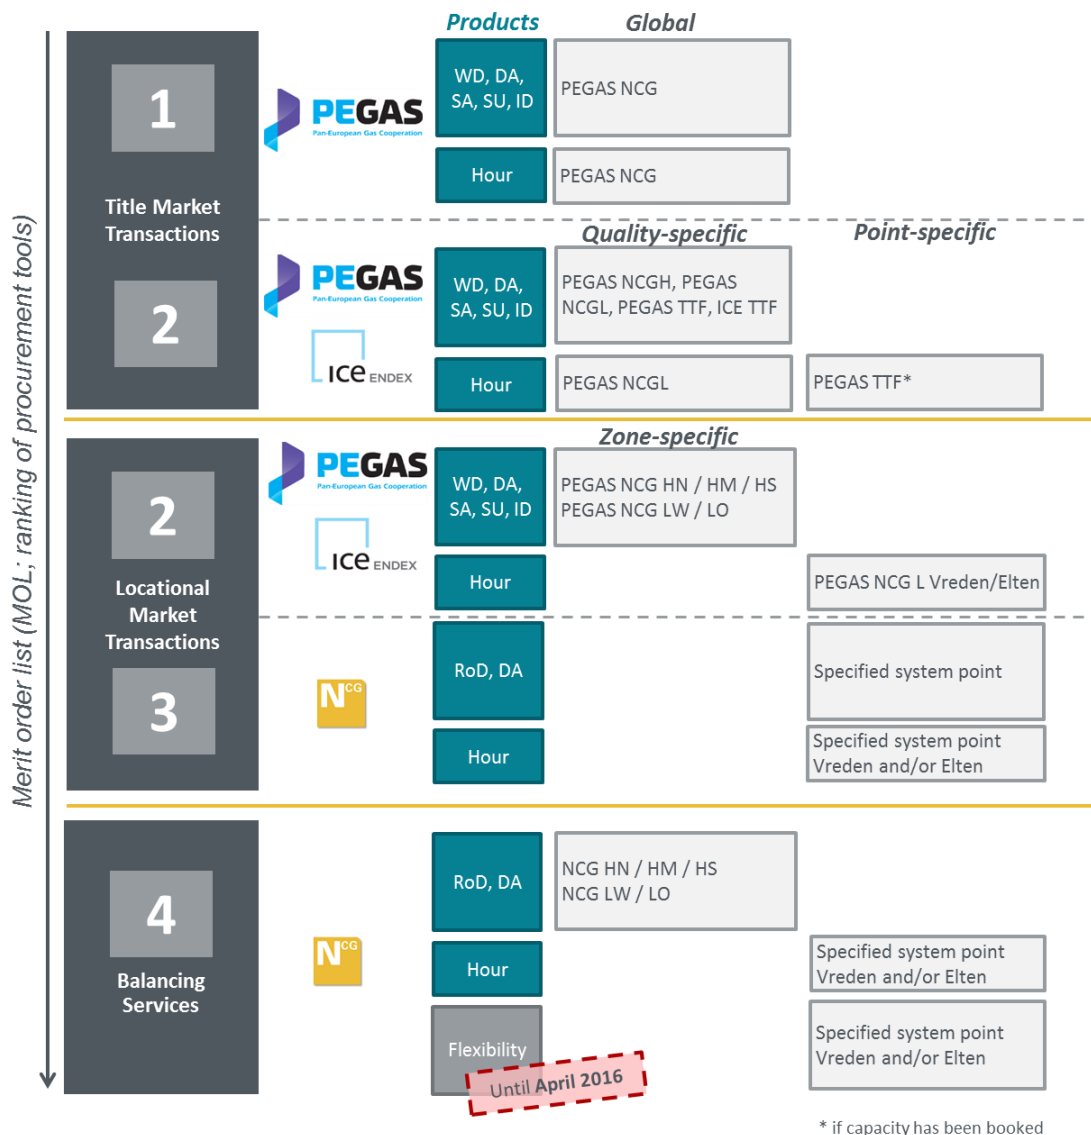 Merit order list (MOL; ranking of procurement tools)
Products
Global
1
PEGAS
Pan-European Gas Cooperation
WD, DA,
SA, SU, ID
PEGAS NCG
Hour
PEGAS NCG
Title Market
Transactions
Quality-specific
Point-specific
2
PEGAS
Pan-European Gas Cooperation
ice ENDEX
WD, DA,
SA, SU, ID
PEGAS NCGH, PEGAS
NCGL, PEGAS TTF, ICE TTF
Hour
PEGAS NCGL
PEGAS TTF*
Zone-specific
2
PEGAS
Pan-European Gas Cooperation
ice ENDEX
WD, DA,
SA, SU, ID
PEGAS NCG HN / HM / HS
PEGAS NCG LW / LO
Hour
PEGAS NCG L Vreden/Elten
Locational
Market
Transactions
3
NCG
RoD, DA
Specified system point
Hour
Specified system point
Vreden and/or Elten
4
Balancing
Services
NCG
RoD, DA
NCG HN / HM / HS
NCG LW / LO
Hour
Specified system point
Vreden and/or Elten
Flexibility
Specified system point
Vreden and/or Elten
Until April 2016
* if capacity has been booked